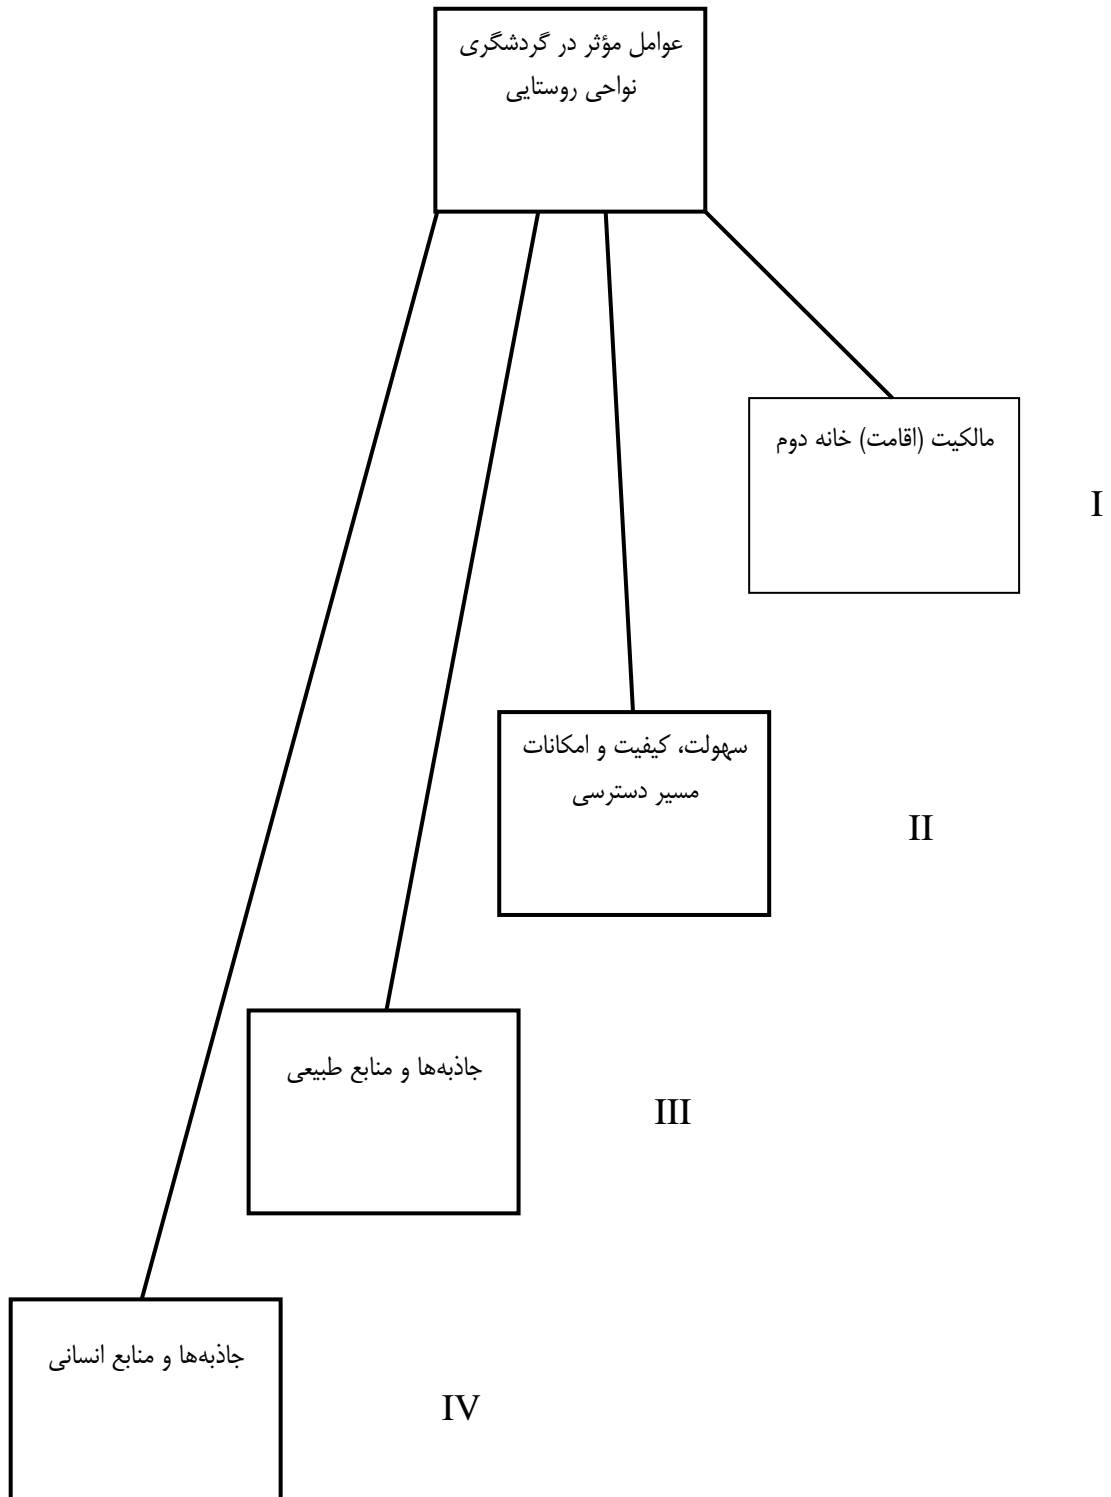 عوامل مؤثر در گردشگری
نواحی روستایی
مالکیت (اقامت) خانه دوم
I
سهولت، کیفیت و امکانات
مسیر دسترسی
II
جاذبه‌ها و منابع طبیعی
III
جاذبه‌ها و منابع انسانی
IV